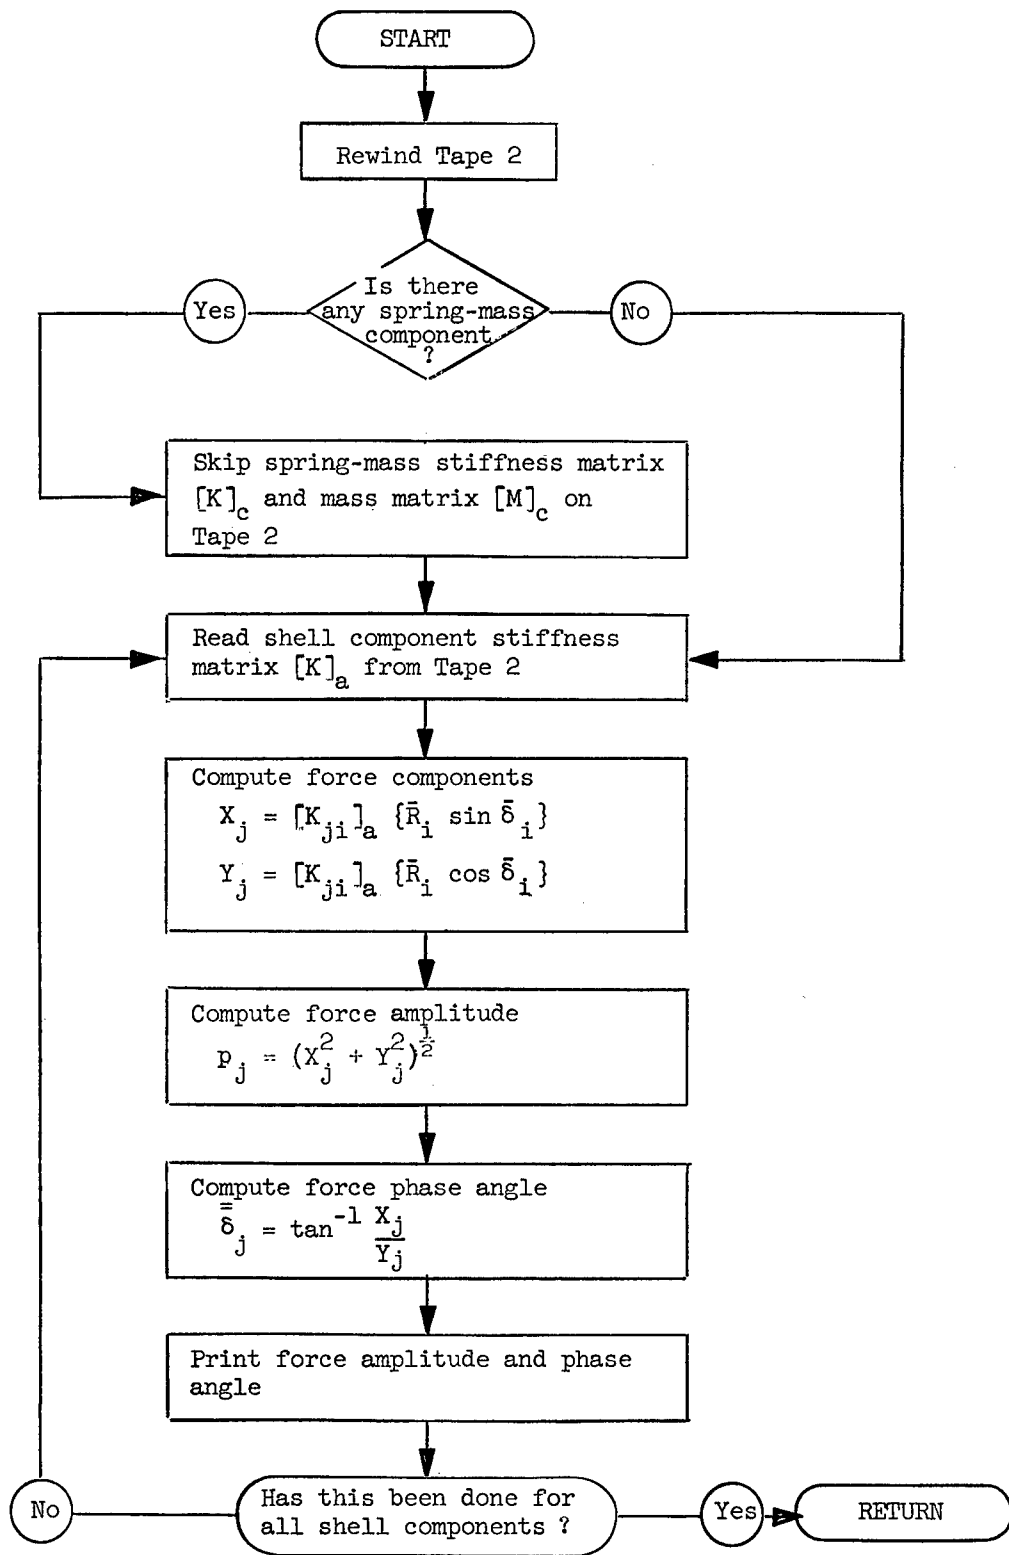 START
Rewind Tape 2
Is there
any spring-mass
component
?
Yes
No
Skip spring-mass stiffness matrix
[K]c and mass matrix [M]c on
Tape 2
Read shell component stiffness
matrix [K]a from Tape 2
Compute force components
Xj = [Kji]a {R̄i sin δ̄i}
Yj = [Kji]a {R̄i cos δ̄i}
Compute force amplitude
pj = (Xj² + Yj²)^½
Compute force phase angle
δ̿j = tan⁻¹ Xj/Yj
Print force amplitude and phase
angle
Has this been done for
all shell components ?
No
Yes
RETURN